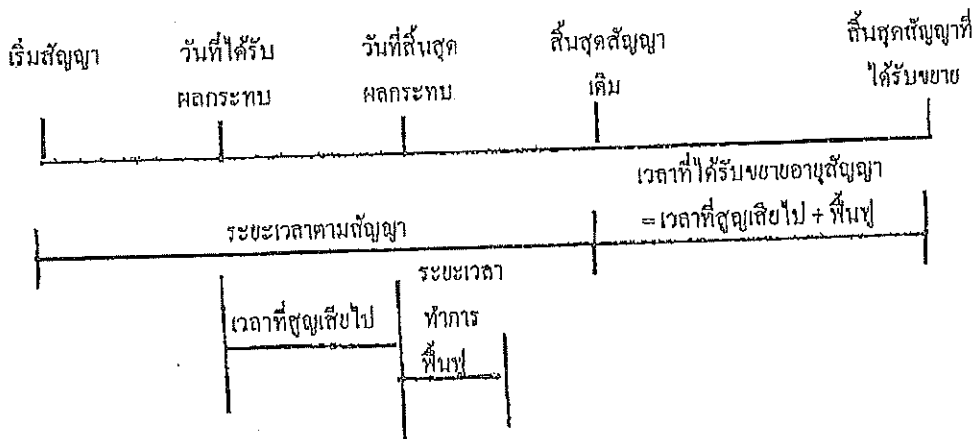 เริ่มสัญญา
วันที่ได้รับ
ผลกระทบ
วันที่สิ้นสุด
ผลกระทบ
สิ้นสุดสัญญา
เดิม
สิ้นสุดสัญญาที่
ได้รับขยาย
เวลาที่ได้รับขยายอายุสัญญา
=เวลาที่สูญเสียไป + ฟื้นฟู
ระยะเวลาตามสัญญา
เวลาที่สูญเสียไป
ระยะเวลา
ทำการ
ฟื้นฟู